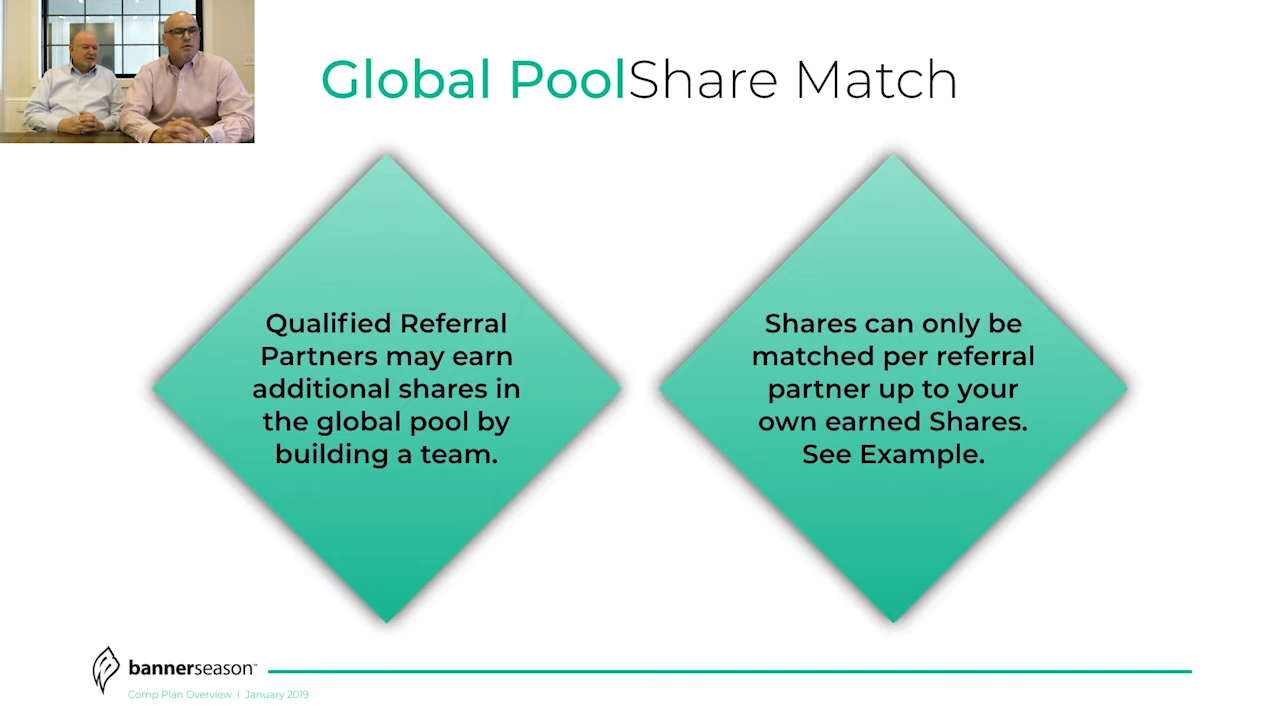 Global PoolShare Match
Qualified Referral
Partners may earn
additional shares in
the global pool by
building a team.
Shares can only be
matched per referral
partner up to your
own earned Shares.
See Example.
bannerseason™
Comp Plan Overview | January 2019